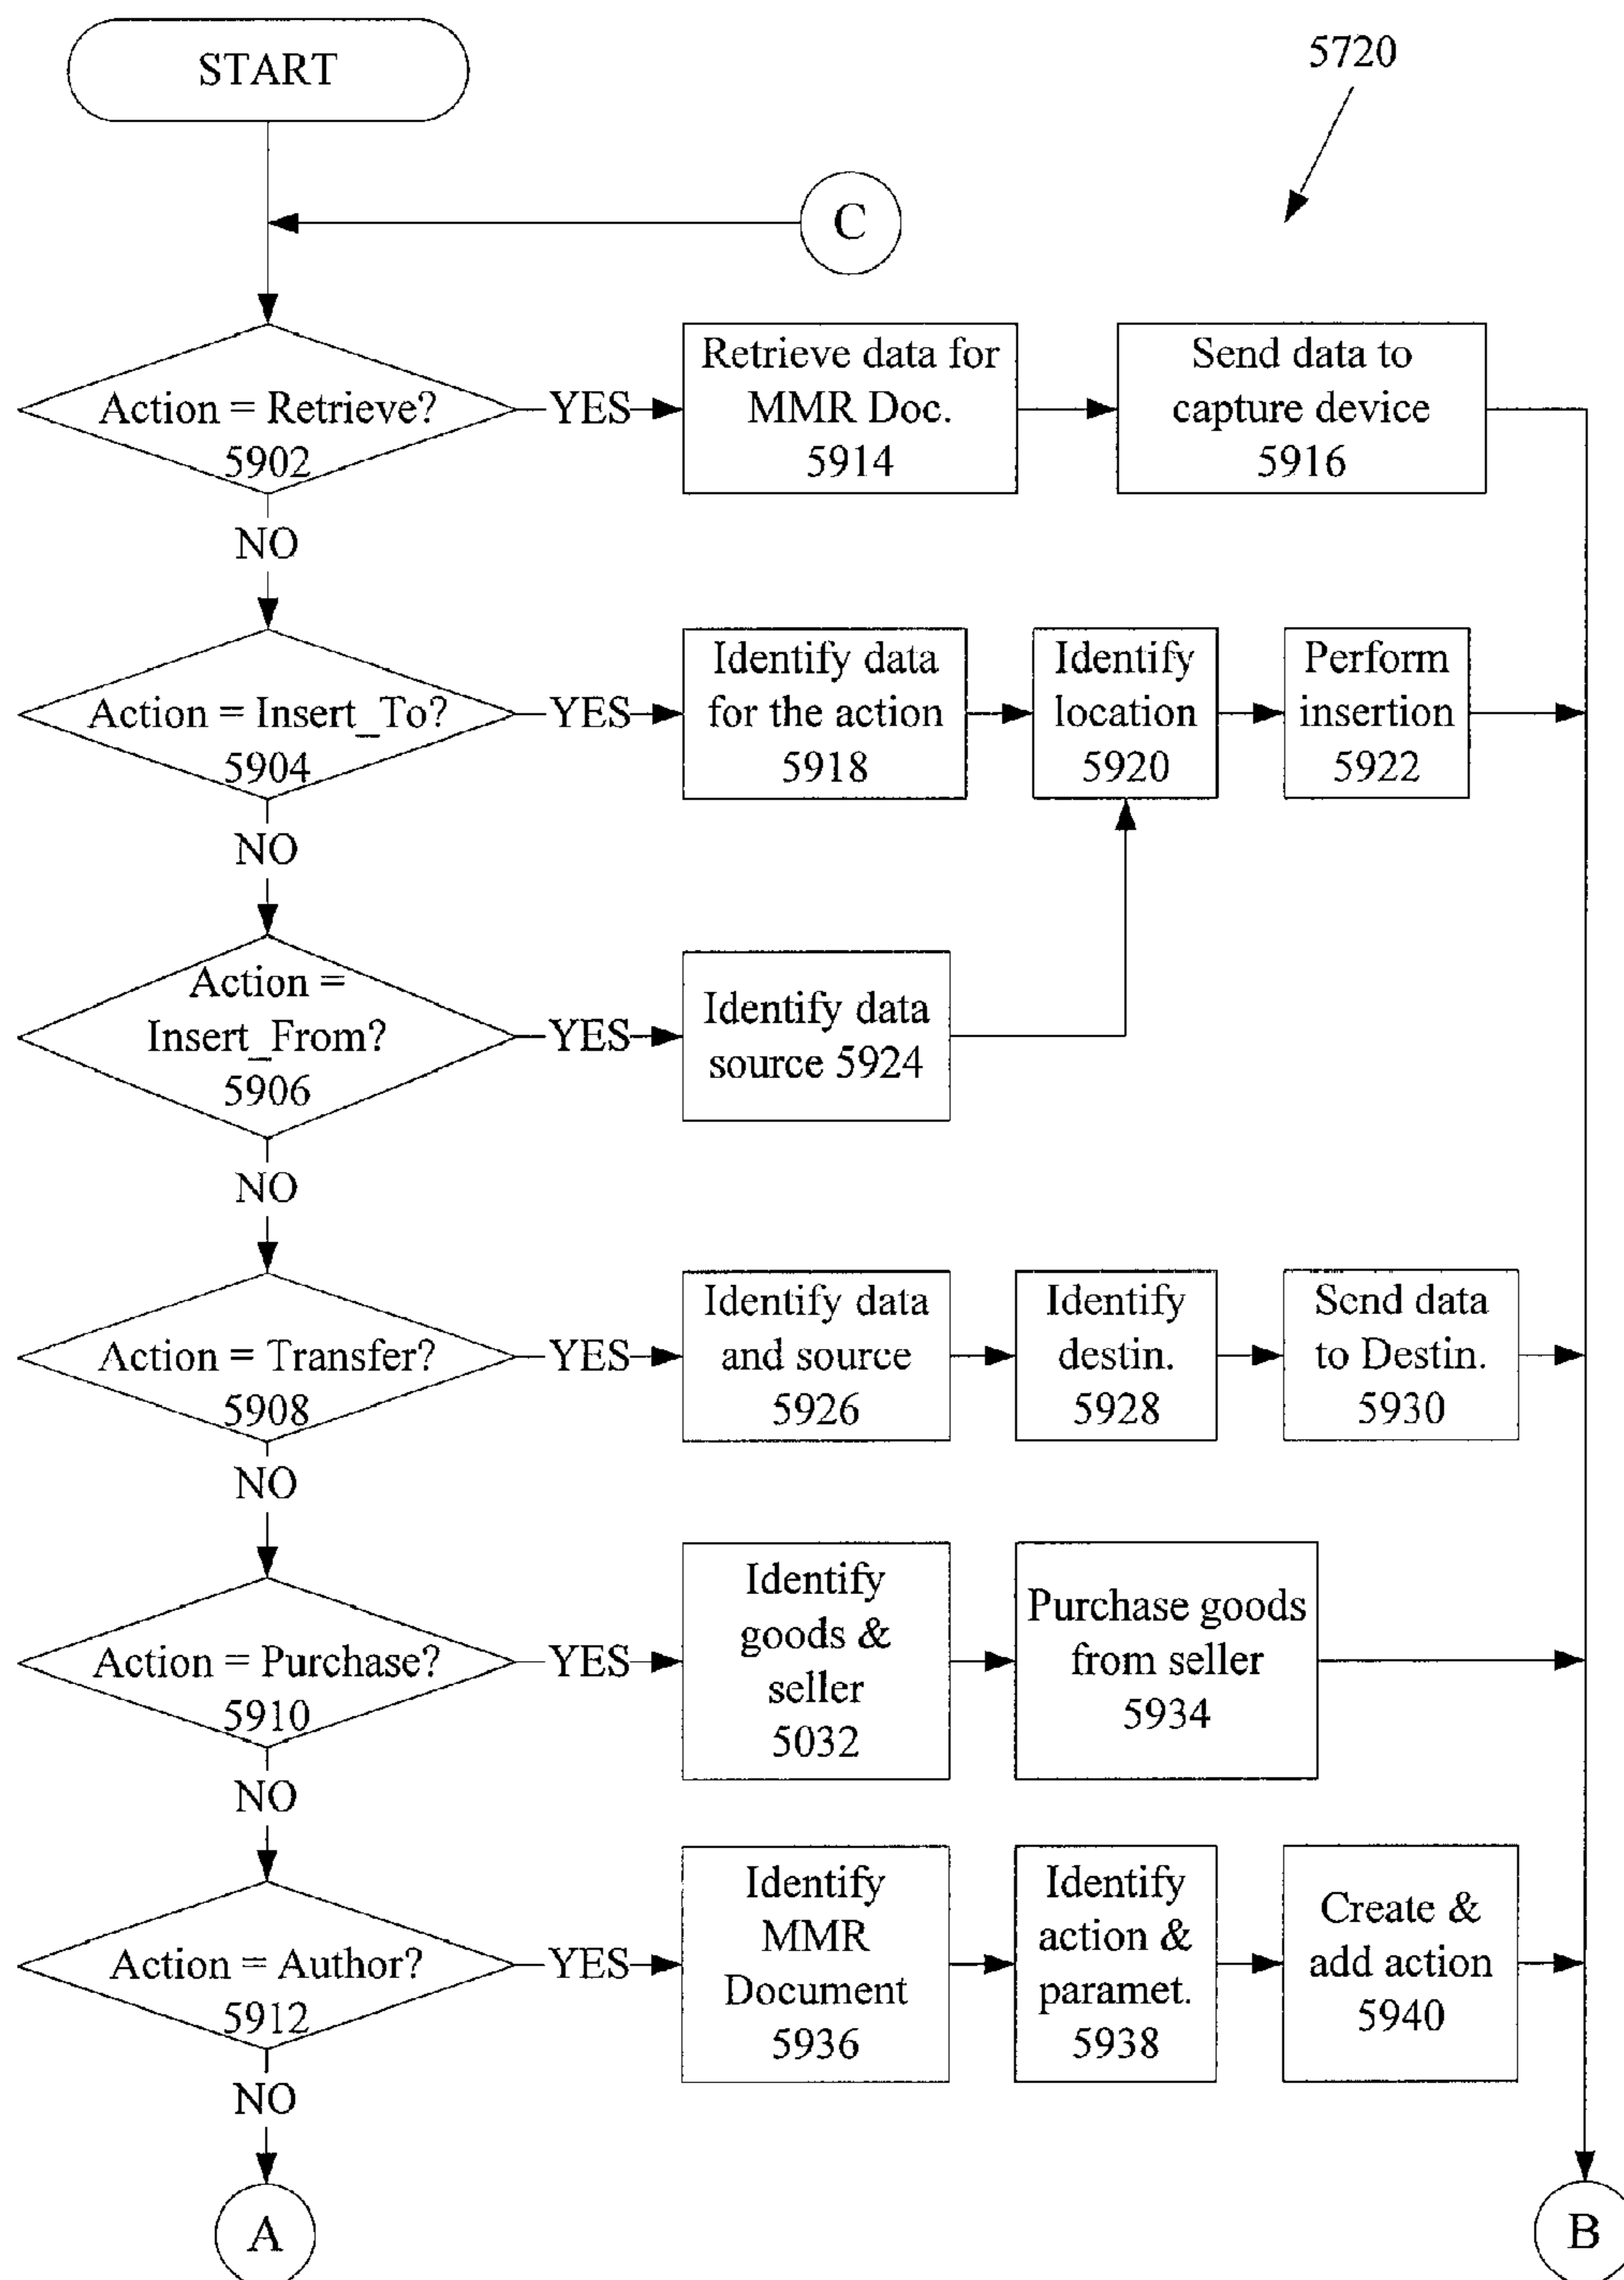 START
5720
C
Action = Retrieve?
5902
YES
Retrieve data for
MMR Doc.
5914
Send data to
capture device
5916
NO
Action = Insert_To?
5904
YES
Identify data
for the action
5918
Identify
location
5920
Perform
insertion
5922
NO
Action =
Insert_From?
5906
YES
Identify data
source 5924
NO
Action = Transfer?
5908
YES
Identify data
and source
5926
Identify
destin.
5928
Send data
to Destin.
5930
NO
Action = Purchase?
5910
YES
Identify
goods &
seller
5032
Purchase goods
from seller
5934
NO
Action = Author?
5912
YES
Identify
MMR
Document
5936
Identify
action &
paramet.
5938
Create &
add action
5940
NO
A
B